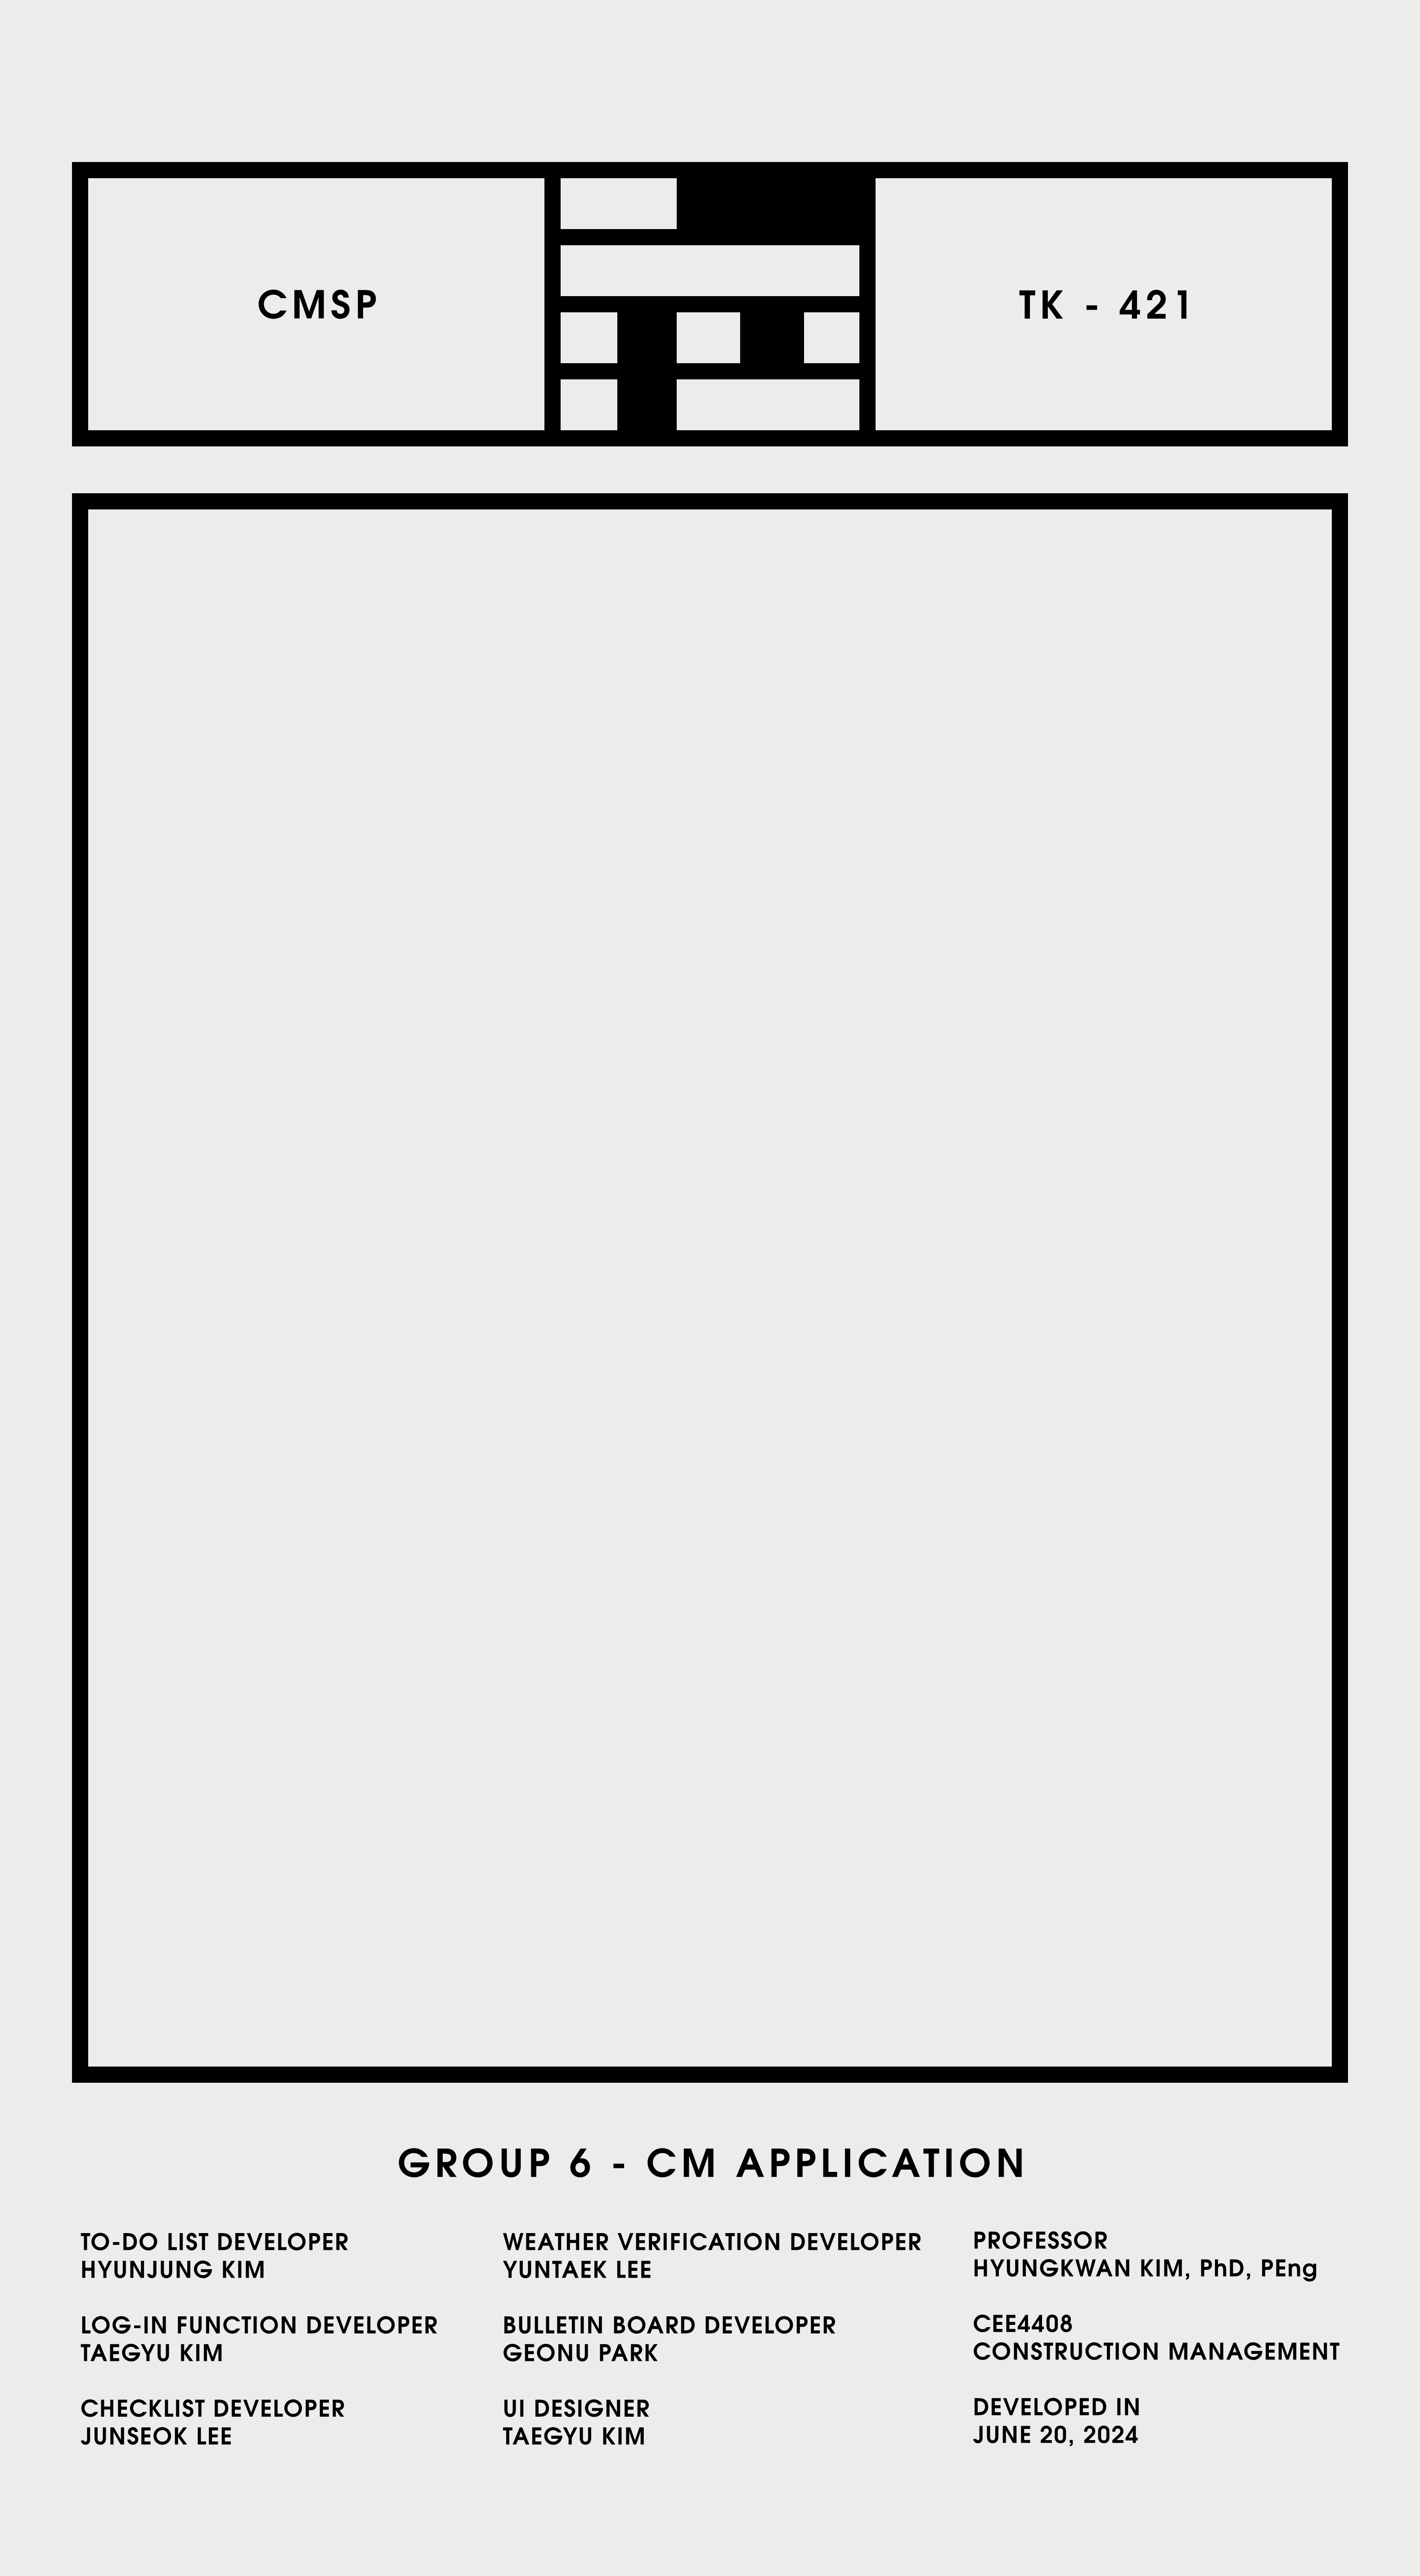 CMSP
TK - 421
GROUP 6 - CM APPLICATION
TO-DO LIST DEVELOPER
HYUNJUNG KIM
LOG-IN FUNCTION DEVELOPER
TAEGYU KIM
CHECKLIST DEVELOPER
JUNSEOK LEE
WEATHER VERIFICATION DEVELOPER
YUNTAEK LEE
BULLETIN BOARD DEVELOPER
GEONU PARK
UI DESIGNER
TAEGYU KIM
PROFESSOR
HYUNGKWAN KIM, PhD, PEng
CEE4408
CONSTRUCTION MANAGEMENT
DEVELOPED IN
JUNE 20, 2024